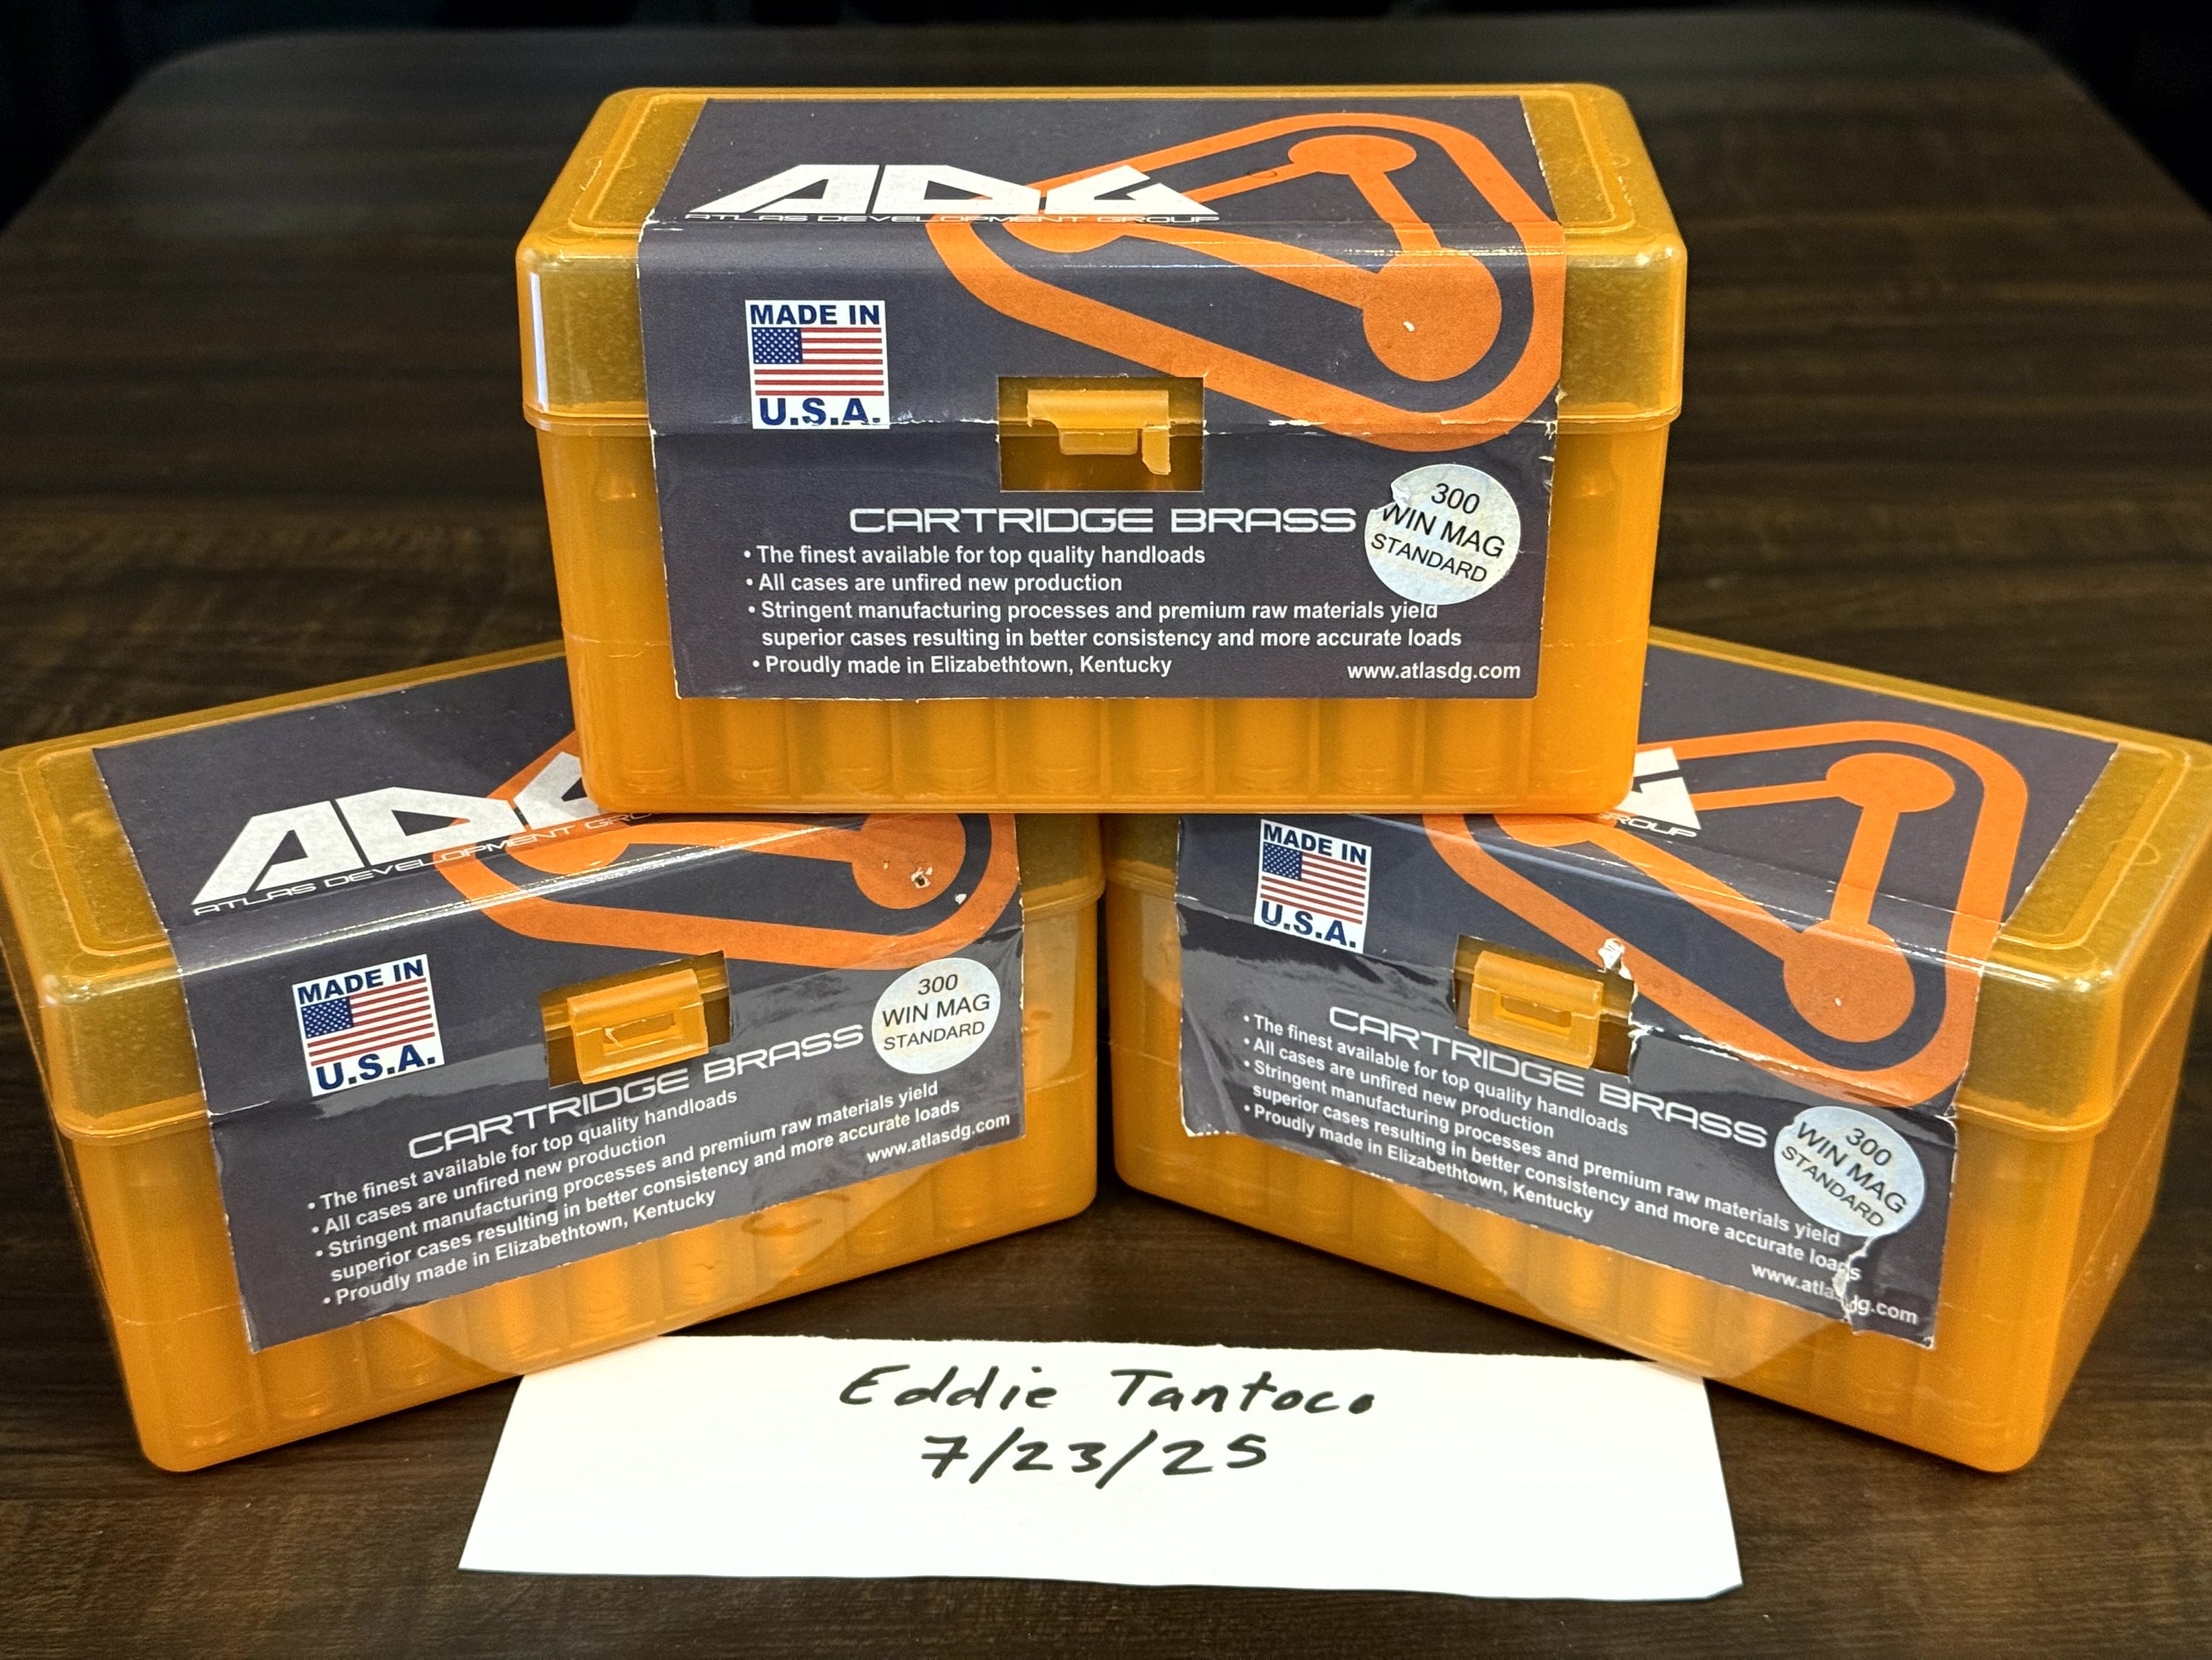 ADG
ATLAS DEVELOPMENT GROUP
MADE IN
U.S.A.
CARTRIDGE BRASS
300
WIN MAG
STANDARD
• The finest available for top quality handloads
• All cases are unfired new production
• Stringent manufacturing processes and premium raw materials yield
superior cases resulting in better consistency and more accurate loads
• Proudly made in Elizabethtown, Kentucky
www.atlasdg.com
ADG
ATLAS DEVELOPMENT GRO
MADE IN
U.S.A.
300
WIN MAG
STANDARD
CARTRIDGE BRASS
• The finest available for top quality handloads
• All cases are unfired new production
• Stringent manufacturing processes and premium raw materials yield
superior cases resulting in better consistency and more accurate loads
• Proudly made in Elizabethtown, Kentucky
www.atlasdg.com
G
ROUP
MADE IN
U.S.A.
CARTRIDGE BRASS
300
WIN MAG
STANDARD
• The finest available for top quality handloads
• All cases are unfired new production
• Stringent manufacturing processes and premium raw materials yield
superior cases resulting in better consistency and more accurate loads
• Proudly made in Elizabethtown, Kentucky
www.atlasdg.com
Eddie Tantoco
7/23/25